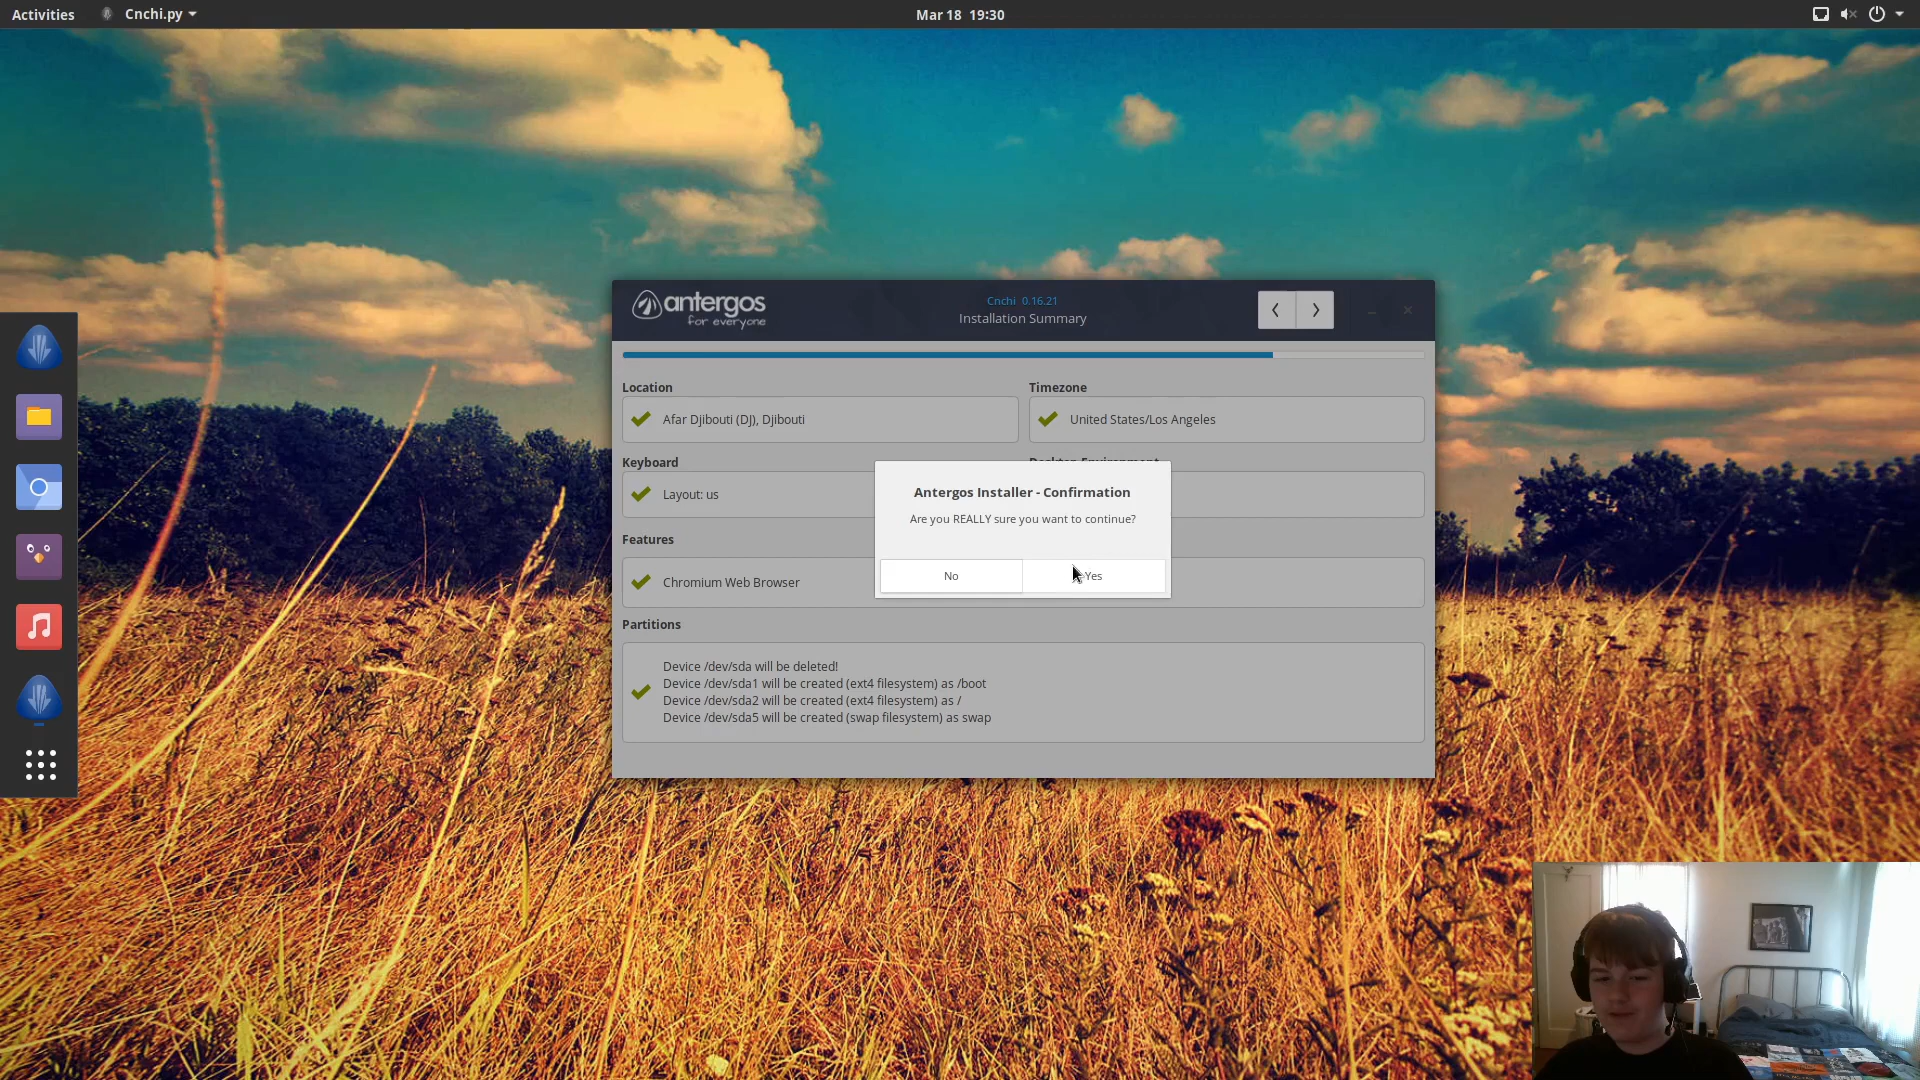 Activities
Cnchi.py
Mar 18 19:30
antergos
for everyone
Cnchi 0.16.21
Installation Summary
Location
Timezone
Afar Djibouti (DJ), Djibouti
United States/Los Angeles
Keyboard
Desktop Environment
Layout: us
Antergos Installer - Confirmation
Are you REALLY sure you want to continue?
No
Yes
Features
Chromium Web Browser
Partitions
Device /dev/sda will be deleted!
Device /dev/sda1 will be created (ext4 filesystem) as /boot
Device /dev/sda2 will be created (ext4 filesystem) as /
Device /dev/sda5 will be created (swap filesystem) as swap